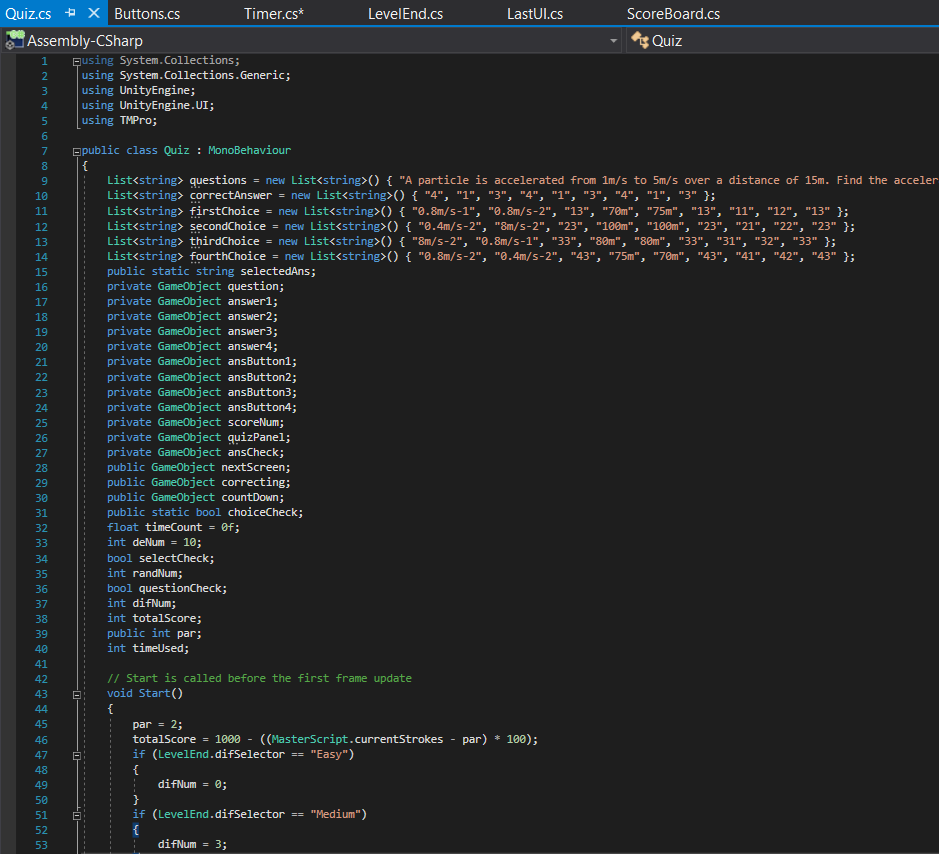 Quiz.cs Buttons.cs Timer.cs* LevelEnd.cs LastUI.cs ScoreBoard.cs
Assembly-CSharp Quiz
1 using System.Collections;
2 using System.Collections.Generic;
3 using UnityEngine;
4 using UnityEngine.UI;
5 using TMPro;
6
7 public class Quiz : MonoBehaviour
8 {
9 List<string> questions = new List<string>() { "A particle is accelerated from 1m/s to 5m/s over a distance of 15m. Find the acceler
10 List<string> correctAnswer = new List<string>() { "4", "1", "3", "4", "1", "3", "4", "1", "3" };
11 List<string> firstChoice = new List<string>() { "0.8m/s-1", "0.8m/s-2", "13", "70m", "75m", "13", "11", "12", "13" };
12 List<string> secondChoice = new List<string>() { "0.4m/s-2", "8m/s-2", "23", "100m", "100m", "23", "21", "22", "23" };
13 List<string> thirdChoice = new List<string>() { "8m/s-2", "0.8m/s-1", "33", "80m", "80m", "33", "31", "32", "33" };
14 List<string> fourthChoice = new List<string>() { "0.8m/s-2", "0.4m/s-2", "43", "75m", "70m", "43", "41", "42", "43" };
15 public static string selectedAns;
16 private GameObject question;
17 private GameObject answer1;
18 private GameObject answer2;
19 private GameObject answer3;
20 private GameObject answer4;
21 private GameObject ansButton1;
22 private GameObject ansButton2;
23 private GameObject ansButton3;
24 private GameObject ansButton4;
25 private GameObject scoreNum;
26 private GameObject quizPanel;
27 private GameObject ansCheck;
28 public GameObject nextScreen;
29 public GameObject correcting;
30 public GameObject countDown;
31 public static bool choiceCheck;
32 float timeCount = 0f;
33 int deNum = 10;
34 bool selectCheck;
35 int randNum;
36 bool questionCheck;
37 int difNum;
38 int totalScore;
39 public int par;
40 int timeUsed;
41
42 // Start is called before the first frame update
43 void Start()
44 {
45 par = 2;
46 totalScore = 1000 - ((MasterScript.currentStrokes - par) * 100);
47 if (LevelEnd.difSelector == "Easy")
48 {
49 difNum = 0;
50 }
51 if (LevelEnd.difSelector == "Medium")
52 {
53 difNum = 3;